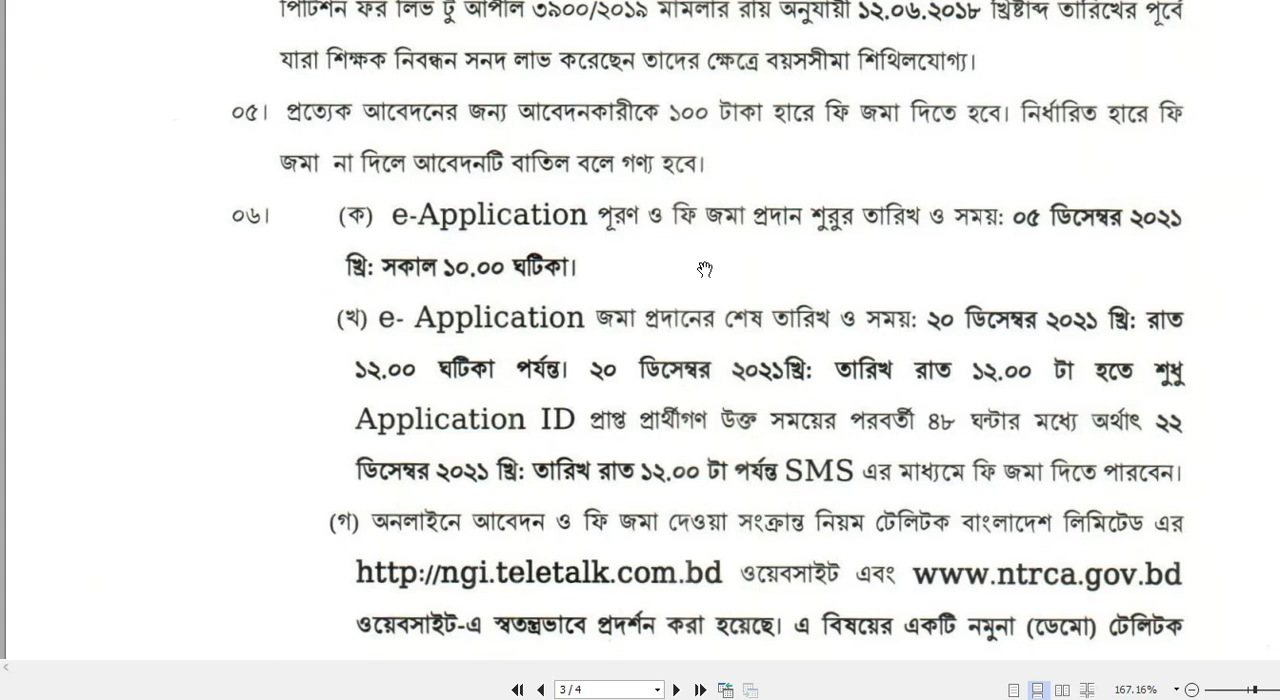 পিটিশন ফর লিভ টু আপীল ৩৯০০/২০১৯ মামলার রায় অনুযায়ী ১২.০৬.২০১৮ খ্রিষ্টাব্দ তারিখের পূর্বে
যারা শিক্ষক নিবন্ধন সনদ লাভ করেছেন তাদের ক্ষেত্রে বয়সসীমা শিথিলযোগ্য।
০৫। প্রত্যেক আবেদনের জন্য আবেদনকারীকে ১০০ টাকা হারে ফি জমা দিতে হবে। নির্ধারিত হারে ফি
জমা না দিলে আবেদনটি বাতিল বলে গণ্য হবে।
০৬। (ক) e-Application পূরণ ও ফি জমা প্রদান শুরুর তারিখ ও সময়: ০৫ ডিসেম্বর ২০২১
খ্রি: সকাল ১০.০০ ঘটিকা।
(খ) e- Application জমা প্রদানের শেষ তারিখ ও সময়: ২০ ডিসেম্বর ২০২১ খ্রি: রাত
১২.০০ ঘটিকা পর্যন্ত। ২০ ডিসেম্বর ২০২১খ্রি: তারিখ রাত ১২.০০ টা হতে শুধু
Application ID প্রাপ্ত প্রার্থীগণ উক্ত সময়ের পরবর্তী ৪৮ ঘন্টার মধ্যে অর্থাৎ ২২
ডিসেম্বর ২০২১ খ্রি: তারিখ রাত ১২.০০ টা পর্যন্ত SMS এর মাধ্যমে ফি জমা দিতে পারবেন।
(গ) অনলাইনে আবেদন ও ফি জমা দেওয়া সংক্রান্ত নিয়ম টেলিটক বাংলাদেশ লিমিটেড এর
http://ngi.teletalk.com.bd ওয়েবসাইট এবং www.ntrca.gov.bd
ওয়েবসাইট-এ স্বতন্ত্রভাবে প্রদর্শন করা হয়েছে। এ বিষয়ের একটি নমুনা (ডেমো) টেলিটক
3 / 4
167.16%